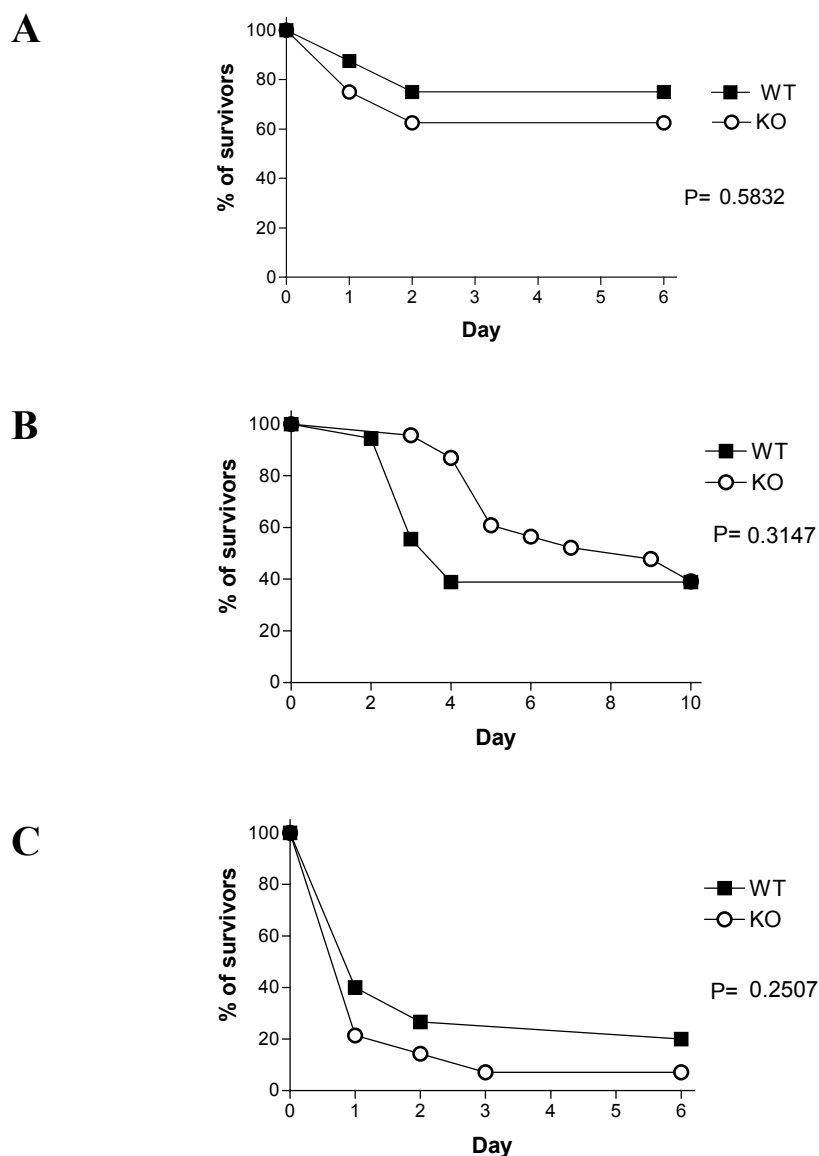 A
100
80
60
40
20
0
% of survivors
0 1 2 3 4 5 6
Day
WT
KO
P= 0.5832
B
100
80
60
40
20
0
% of survivors
0 2 4 6 8 10
Day
WT
KO
P= 0.3147
C
100
80
60
40
20
0
% of survivors
0 1 2 3 4 5 6
Day
WT
KO
P= 0.2507